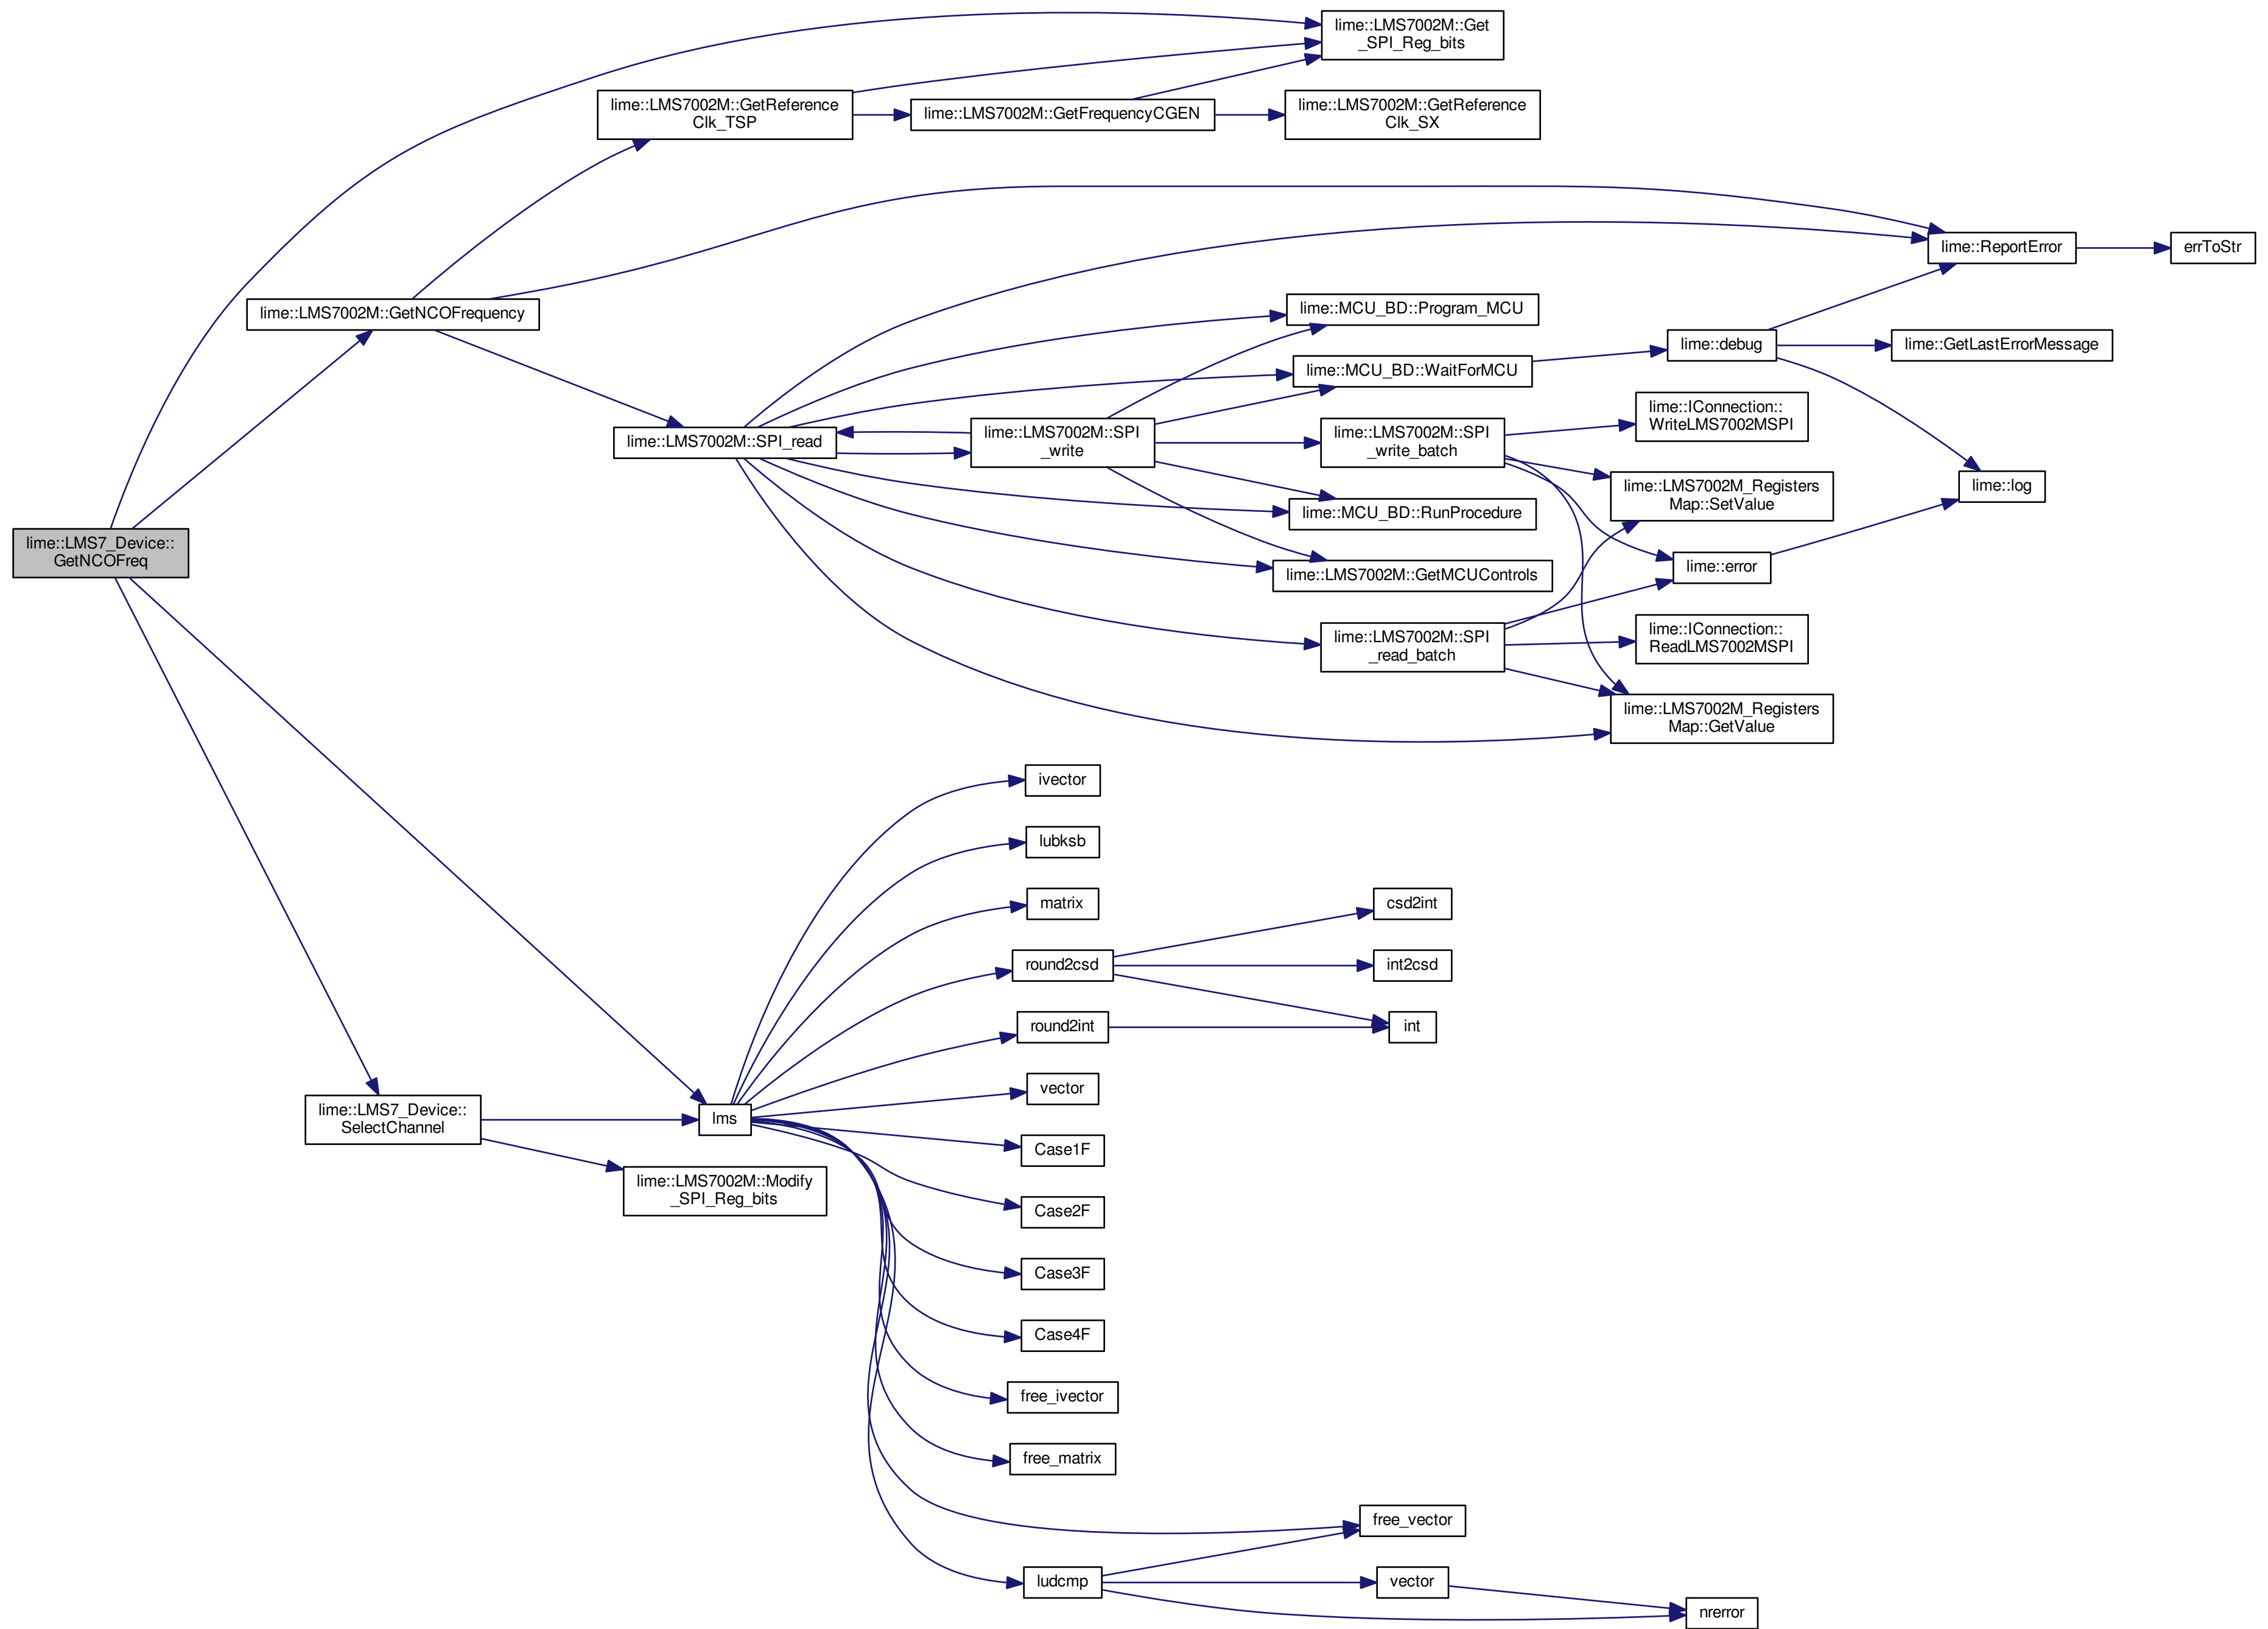 lime::LMS7002M::Get
_SPI_Reg_bits
lime::LMS7002M::GetReference
Clk_TSP
lime::LMS7002M::GetFrequencyCGEN
lime::LMS7002M::GetReference
Clk_SX
lime::ReportError
errToStr
lime::LMS7002M::GetNCOFrequency
lime::MCU_BD::Program_MCU
lime::debug
lime::GetLastErrorMessage
lime::MCU_BD::WaitForMCU
lime::IConnection::
WriteLMS7002MSPI
lime::LMS7002M::SPI_read
lime::LMS7002M::SPI
_write
lime::LMS7002M::SPI
_write_batch
lime::log
lime::LMS7002M_Registers
Map::SetValue
lime::MCU_BD::RunProcedure
lime::LMS7_Device::
GetNCOFreq
lime::error
lime::LMS7002M::GetMCUControls
lime::IConnection::
ReadLMS7002MSPI
lime::LMS7002M::SPI
_read_batch
lime::LMS7002M_Registers
Map::GetValue
ivector
lubksb
matrix
csd2int
round2csd
int2csd
round2int
int
vector
lime::LMS7_Device::
SelectChannel
lms
Case1F
lime::LMS7002M::Modify
_SPI_Reg_bits
Case2F
Case3F
Case4F
free_ivector
free_matrix
free_vector
ludcmp
vector
nrerror